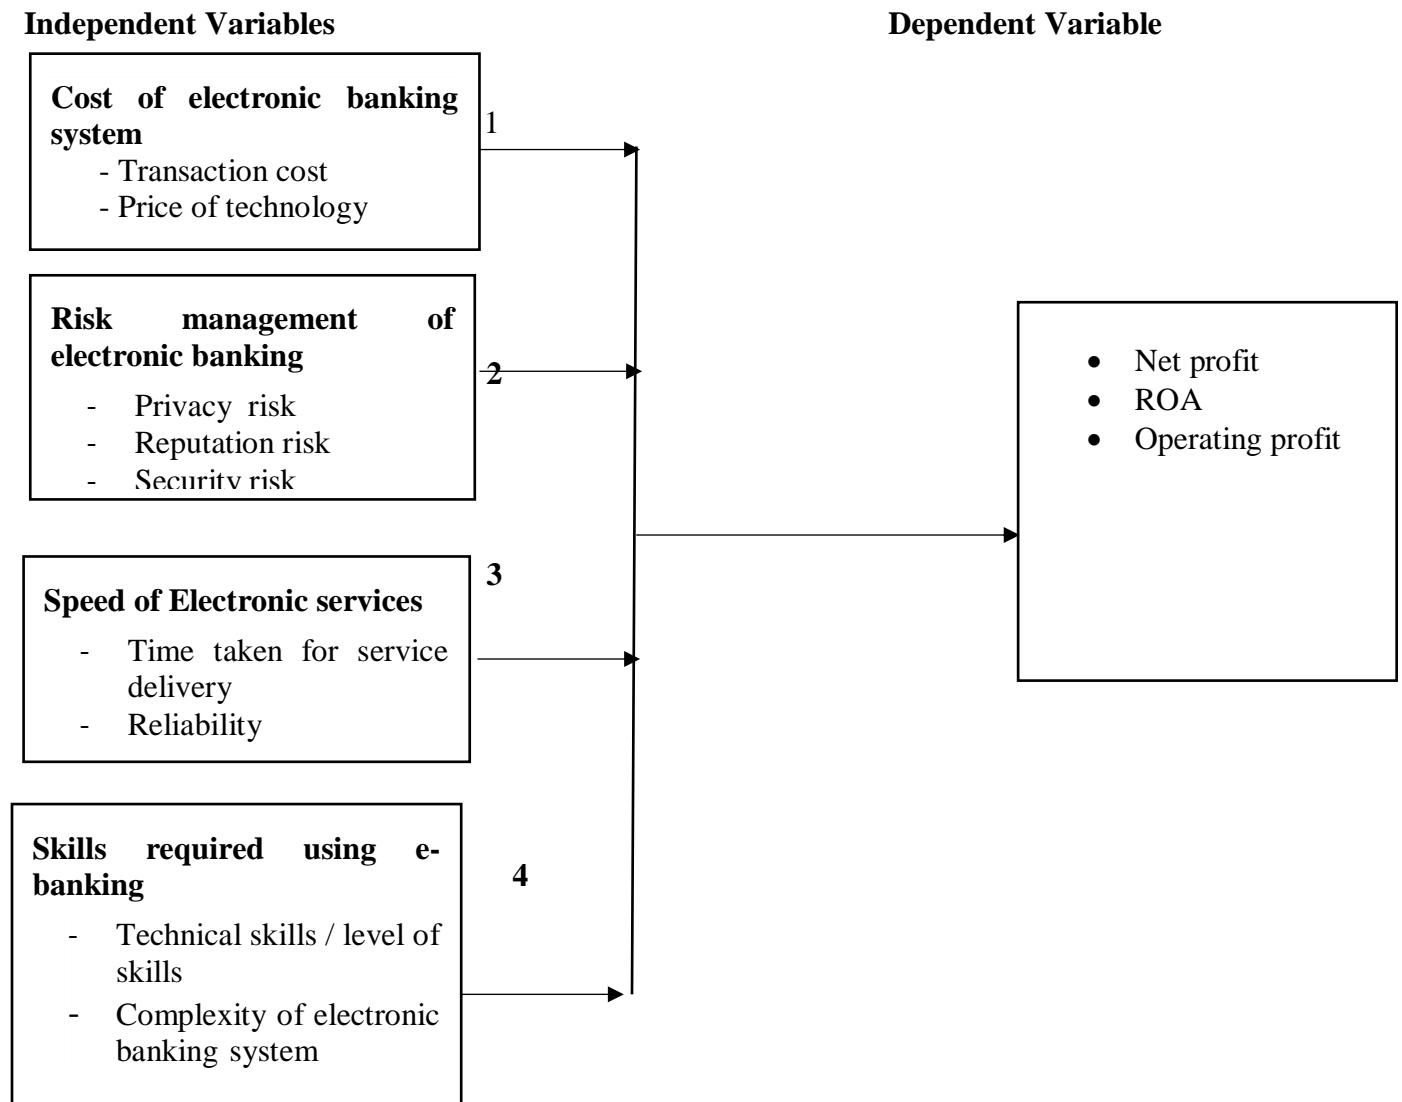 Independent Variables
Dependent Variable
Cost of electronic banking
system
- Transaction cost
- Price of technology
1
Risk management of
electronic banking
- Privacy risk
- Reputation risk
- Security risk
2
Speed of Electronic services
- Time taken for service
delivery
- Reliability
3
Skills required using e-
banking
- Technical skills / level of
skills
- Complexity of electronic
banking system
4
• Net profit
• ROA
• Operating profit